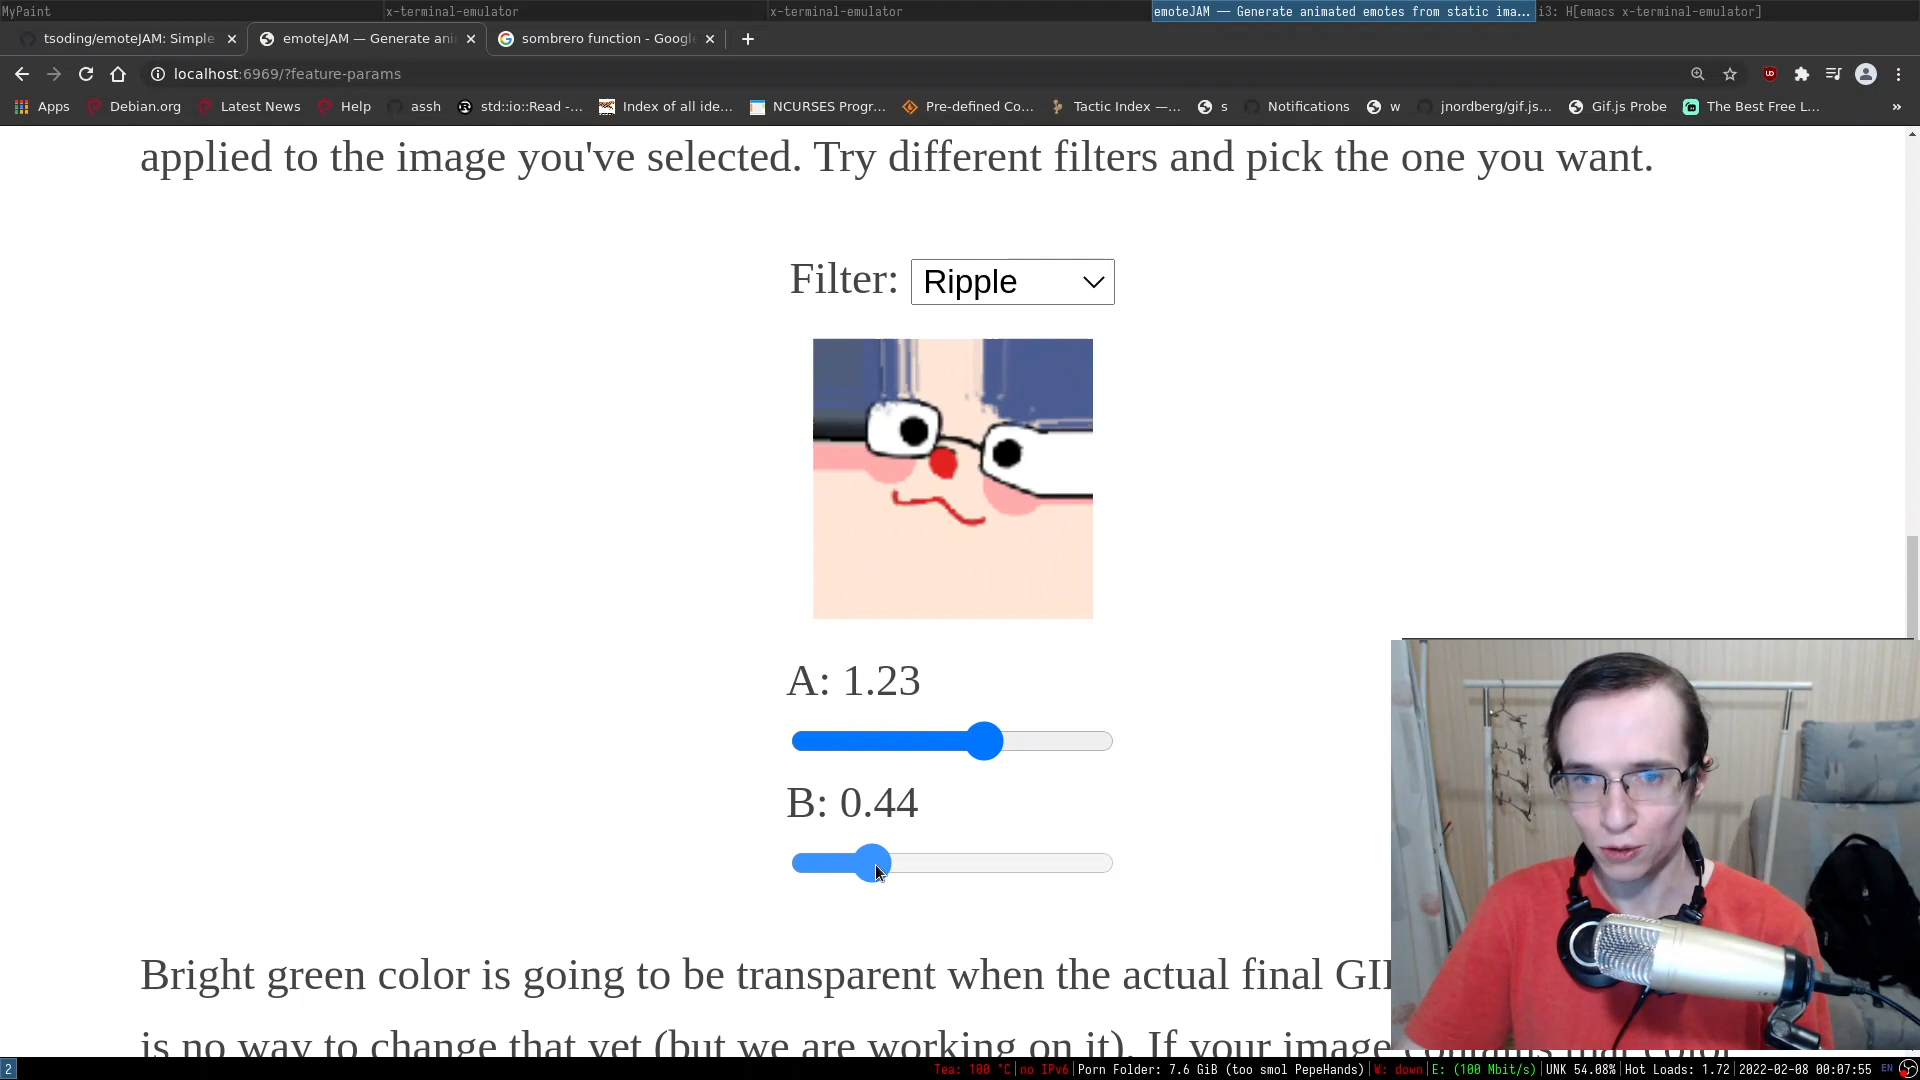 MyPaint x-terminal-emulator x-terminal-emulator emoteJAM — Generate animated emotes from static ima... i3: H[emacs x-terminal-emulator]
tsoding/emoteJAM: Simple emoteJAM — Generate ani sombrero function - Google
localhost:6969/?feature-params
Apps Debian.org Latest News Help assh std::io::Read -... Index of all ide... NCURSES Progr... Pre-defined Co... Tactic Index —... s Notifications w jnordberg/gif.js... Gif.js Probe The Best Free L... »
applied to the image you've selected. Try different filters and pick the one you want.
Filter: Ripple
A: 1.23
B: 0.44
Bright green color is going to be transparent when the actual final GIF
is no way to change that yet (but we are working on it). If your image contains that color
2 Tea: 100 °C|no IPv6|Porn Folder: 7.6 GiB (too smol PepeHands)|W: down|E: (100 Mbit/s)|UNK 54.08%|Hot Loads: 1.72|2022-02-08 00:07:55 EN